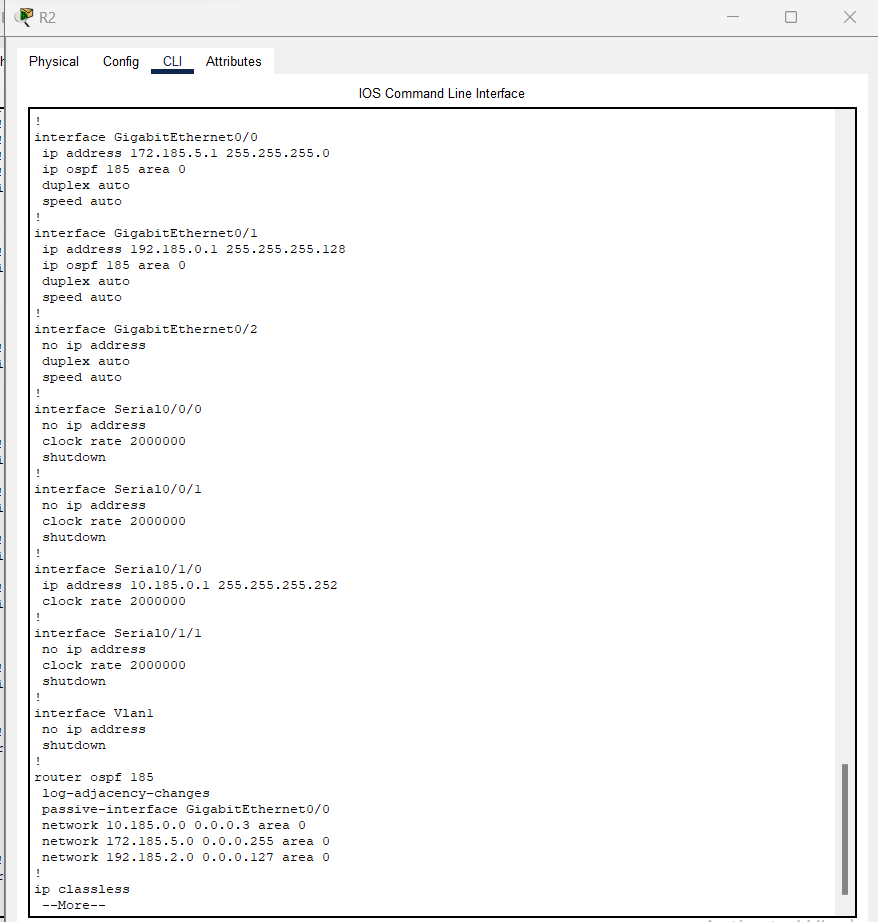 R2
Physical Config CLI Attributes
IOS Command Line Interface
!
interface GigabitEthernet0/0
ip address 172.185.5.1 255.255.255.0
ip ospf 185 area 0
duplex auto
speed auto
!
interface GigabitEthernet0/1
ip address 192.185.0.1 255.255.255.128
ip ospf 185 area 0
duplex auto
speed auto
!
interface GigabitEthernet0/2
no ip address
duplex auto
speed auto
!
interface Serial0/0/0
no ip address
clock rate 2000000
shutdown
!
interface Serial0/0/1
no ip address
clock rate 2000000
shutdown
!
interface Serial0/1/0
ip address 10.185.0.1 255.255.255.252
clock rate 2000000
!
interface Serial0/1/1
no ip address
clock rate 2000000
shutdown
!
interface Vlan1
no ip address
shutdown
!
router ospf 185
log-adjacency-changes
passive-interface GigabitEthernet0/0
network 10.185.0.0 0.0.0.3 area 0
network 172.185.5.0 0.0.0.255 area 0
network 192.185.2.0 0.0.0.127 area 0
!
ip classless
--More--